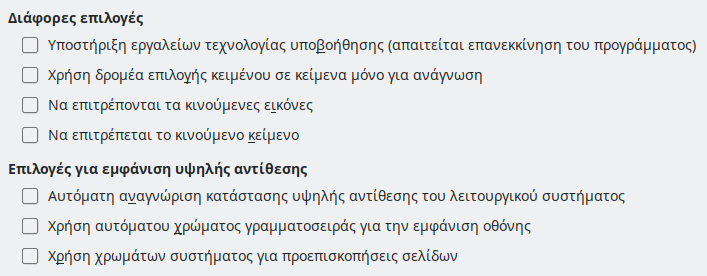 Διάφορες επιλογές
Υποστήριξη εργαλείων τεχνολογίας υποβοήθησης (απαιτείται επανεκκίνηση του προγράμματος)
Χρήση δρομέα επιλογής κειμένου σε κείμενα μόνο για ανάγνωση
Να επιτρέπονται τα κινούμενες εικόνες
Να επιτρέπεται το κινούμενο κείμενο
Επιλογές για εμφάνιση υψηλής αντίθεσης
Αυτόματη αναγνώριση κατάστασης υψηλής αντίθεσης του λειτουργικού συστήματος
Χρήση αυτόματου χρώματος γραμματοσειράς για την εμφάνιση οθόνης
Χρήση χρωμάτων συστήματος για προεπισκοπήσεις σελίδων